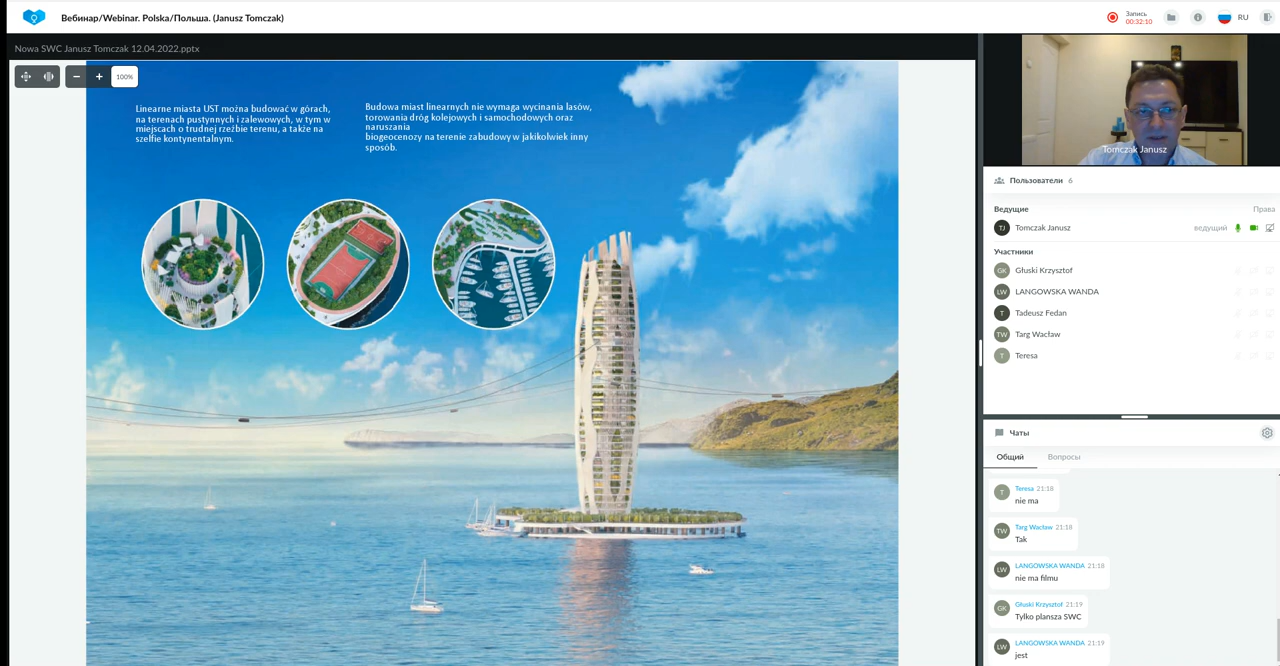 Вебинар/Webinar. Polska/Польша. (Janusz Tomczak)
Запись
00:32:10
RU
Nowa SWC Janusz Tomczak 12.04.2022.pptx
100%
Linearne miasta UST można budować w górach,
na terenach pustynnych i zalewowych, w tym w
miejscach o trudnej rzeźbie terenu, a także na
szelfie kontynentalnym.
Budowa miast linearnych nie wymaga wycinania lasów,
torowania dróg kolejowych i samochodowych oraz
naruszania
biogeocenozy na terenie zabudowy w jakikolwiek inny
sposób.
Tomczak Janusz
Пользователи 6
Ведущие Права
TJ Tomczak Janusz ведущий
Участники
GK Głuski Krzysztof
LW LANGOWSKA WANDA
T Tadeusz Fedan
TW Targ Wacław
T Teresa
Чаты
Общий Вопросы
T Teresa 21:18
nie ma
TW Targ Wacław 21:18
Tak
LW LANGOWSKA WANDA 21:18
nie ma filmu
GK Głuski Krzysztof 21:19
Tylko plansza SWC
LW LANGOWSKA WANDA 21:19
jest